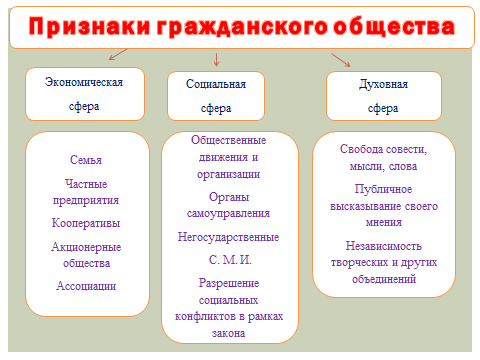 Признаки гражданского общества
Экономическая
сфера
Социальная
сфера
Духовная
сфера
Семья
Частные
предприятия
Кооперативы
Акционерные
общества
Ассоциации
Общественные
движения и
организации
Органы
самоуправления
Негосударственные
С. М. И.
Разрешение
социальных
конфликтов в рамках
закона
Свобода совести,
мысли, слова
Публичное
высказывание своего
мнения
Независимость
творческих и других
объединений